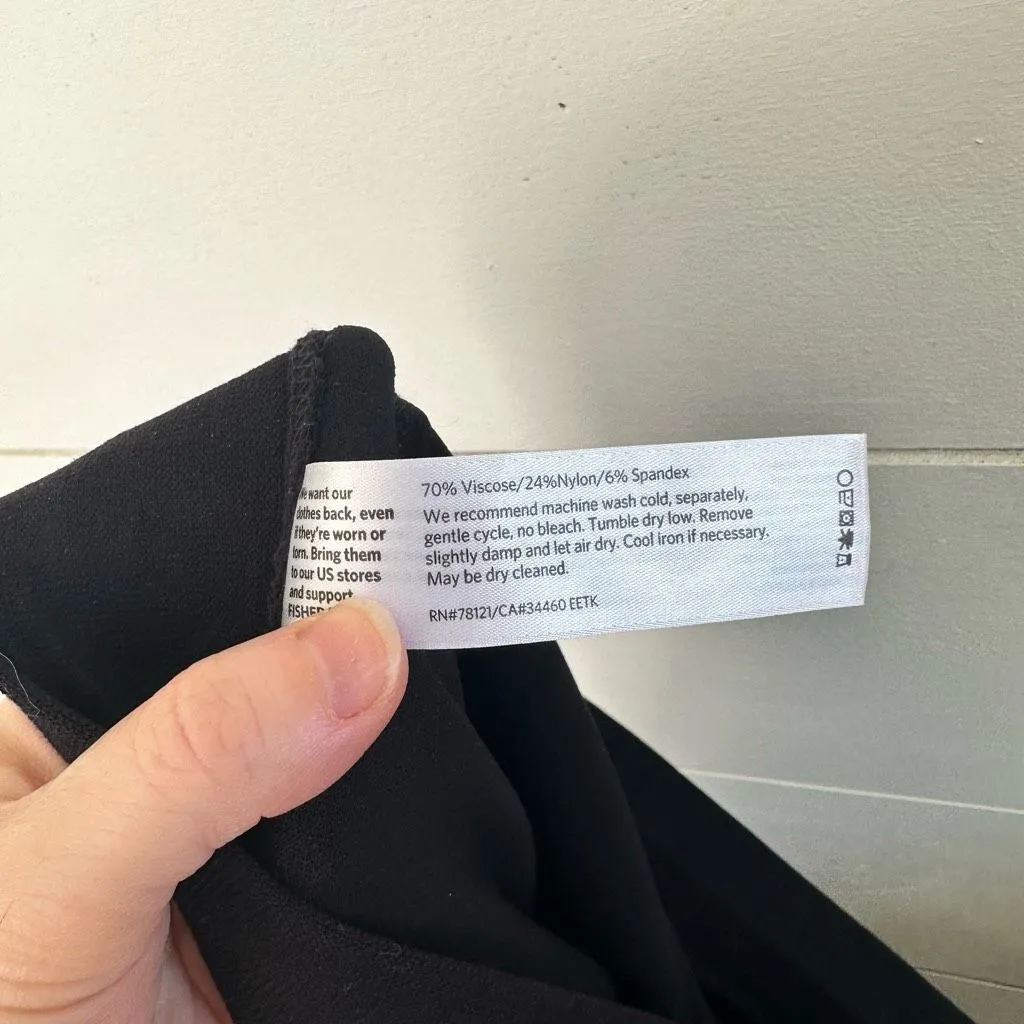 We want our
clothes back, even
if they're worn or
torn. Bring them
to our US stores
and support
FISHER
70% Viscose/24%Nylon/6% Spandex
We recommend machine wash cold, separately,
gentle cycle, no bleach. Tumble dry low. Remove
slightly damp and let air dry. Cool iron if necessary.
May be dry cleaned.
RN#78121/CA#34460 EETK